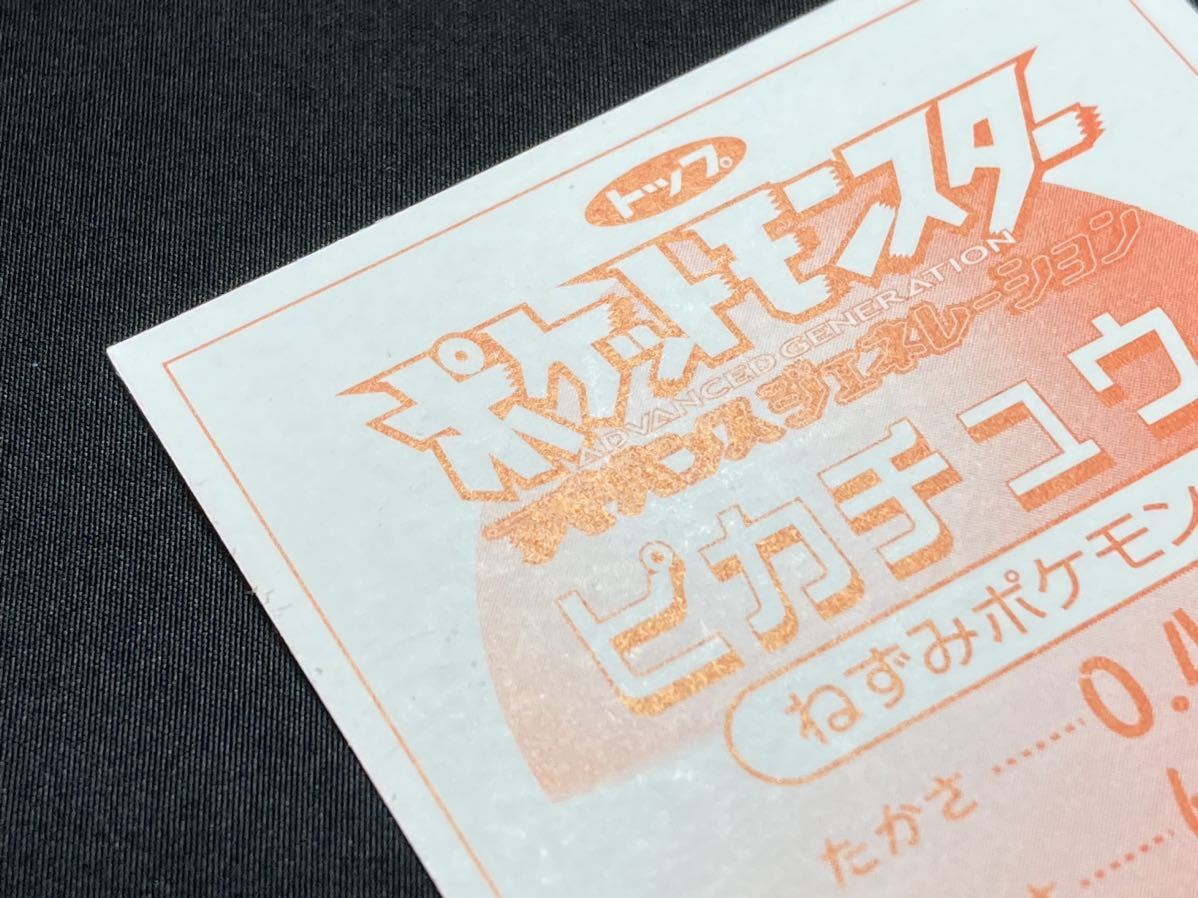 トップ。
ポケットモンスター
ADVANCED GENERATION
アドバンスジェネレーション
ピカチュウ
ねずみポケモン
たかさ 0.4